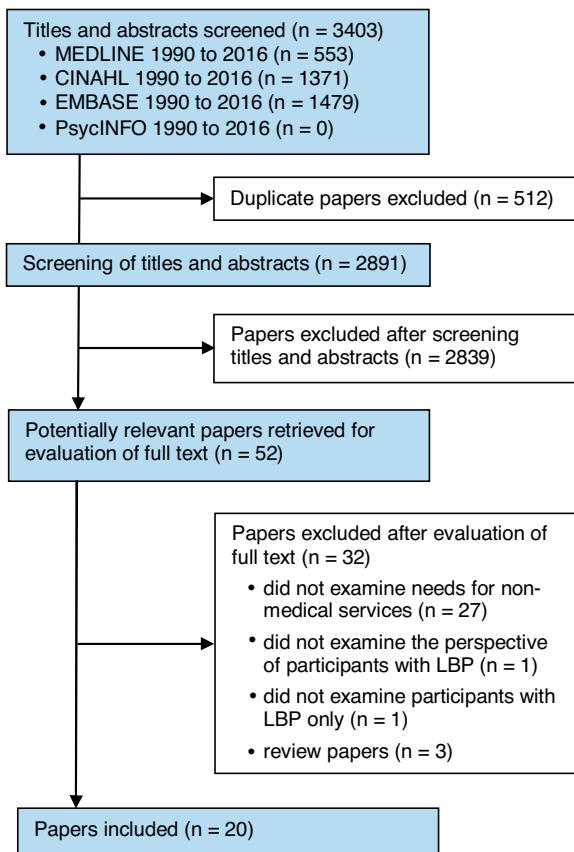 Titles and abstracts screened (n = 3403)
• MEDLINE 1990 to 2016 (n = 553)
• CINAHL 1990 to 2016 (n = 1371)
• EMBASE 1990 to 2016 (n = 1479)
• PsycINFO 1990 to 2016 (n = 0)
Duplicate papers excluded (n = 512)
Screening of titles and abstracts (n = 2891)
Papers excluded after screening
titles and abstracts (n = 2839)
Potentially relevant papers retrieved for
evaluation of full text (n = 52)
Papers excluded after evaluation of
full text (n = 32)
• did not examine needs for non-
medical services (n = 27)
• did not examine the perspective
of participants with LBP (n = 1)
• did not examine participants with
LBP only (n = 1)
• review papers (n = 3)
Papers included (n = 20)